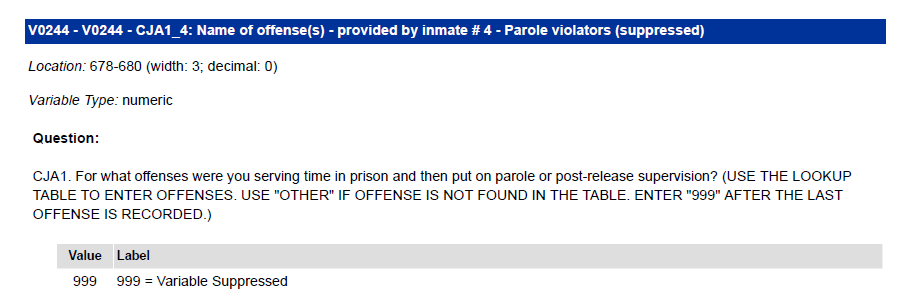 V0244 - V0244 - CJA1_4: Name of offense(s) - provided by inmate # 4 - Parole violators (suppressed)
Location: 678-680 (width: 3; decimal: 0)
Variable Type: numeric
Question:
CJA1. For what offenses were you serving time in prison and then put on parole or post-release supervision? (USE THE LOOKUP
TABLE TO ENTER OFFENSES. USE "OTHER" IF OFFENSE IS NOT FOUND IN THE TABLE. ENTER "999" AFTER THE LAST
OFFENSE IS RECORDED.)
Value Label
999 999 = Variable Suppressed